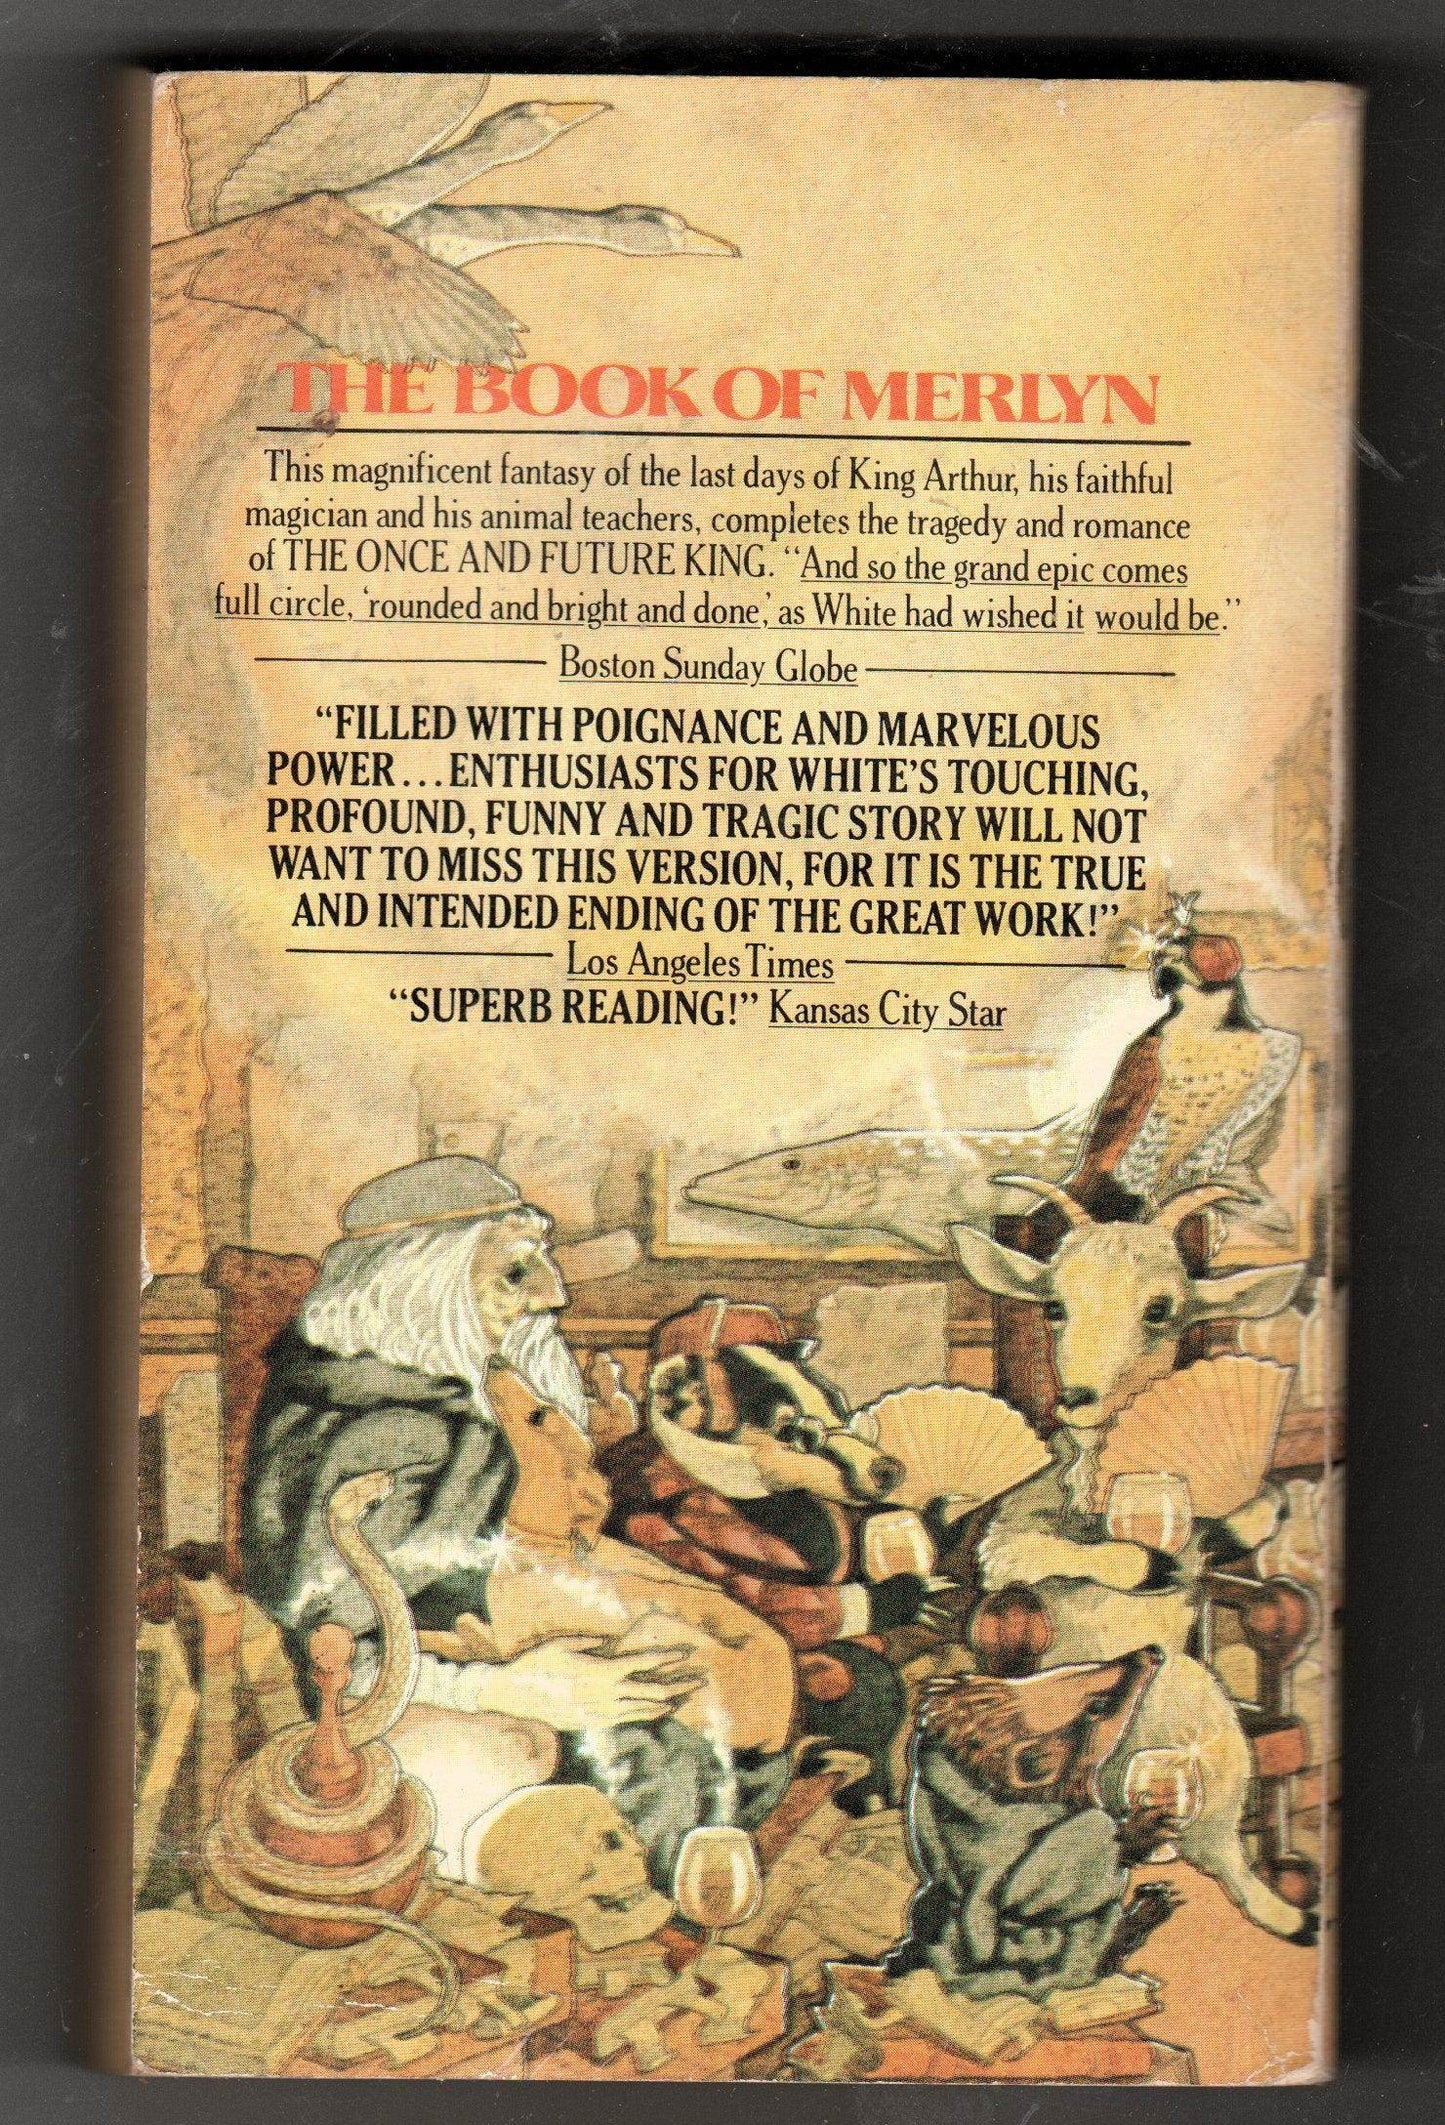 THE BOOK OF MERLYN
This magnificent fantasy of the last days of King Arthur, his faithful
magician and his animal teachers, completes the tragedy and romance
of THE ONCE AND FUTURE KING. “And so the grand epic comes
full circle, ‘rounded and bright and done,’ as White had wished it would be.”
Boston Sunday Globe
“FILLED WITH POIGNANCE AND MARVELOUS
POWER...ENTHUSIASTS FOR WHITE’S TOUCHING,
PROFOUND, FUNNY AND TRAGIC STORY WILL NOT
WANT TO MISS THIS VERSION, FOR IT IS THE TRUE
AND INTENDED ENDING OF THE GREAT WORK!”
Los Angeles Times
“SUPERB READING!” Kansas City Star